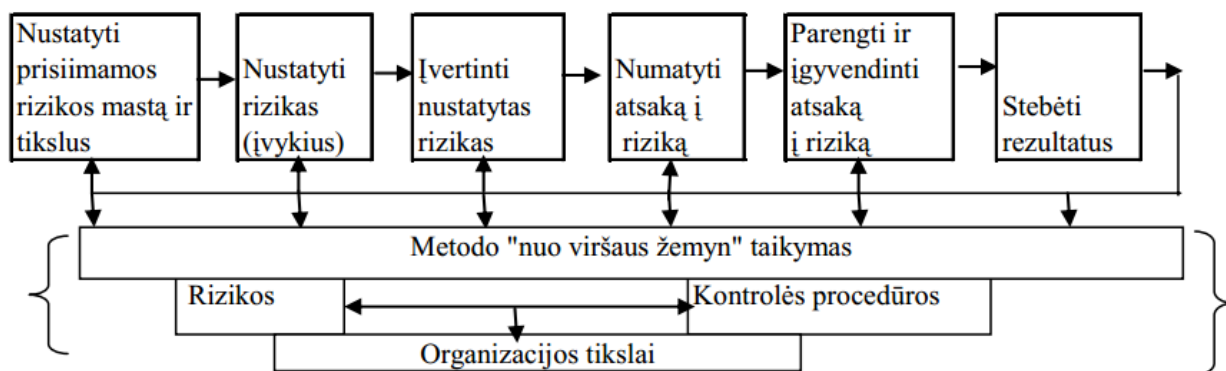 Nustatyti
prisiimamos
rizikos mastą ir
tikslus
Nustatyti
rizikas
(įvykius)
Įvertinti
nustatytas
rizikas
Numatyti
atsaką į
riziką
Parengti ir
įgyvendinti
atsaką
į riziką
Stebėti
rezultatus
Metodo "nuo viršaus žemyn" taikymas
Rizikos
Kontrolės procedūros
Organizacijos tikslai